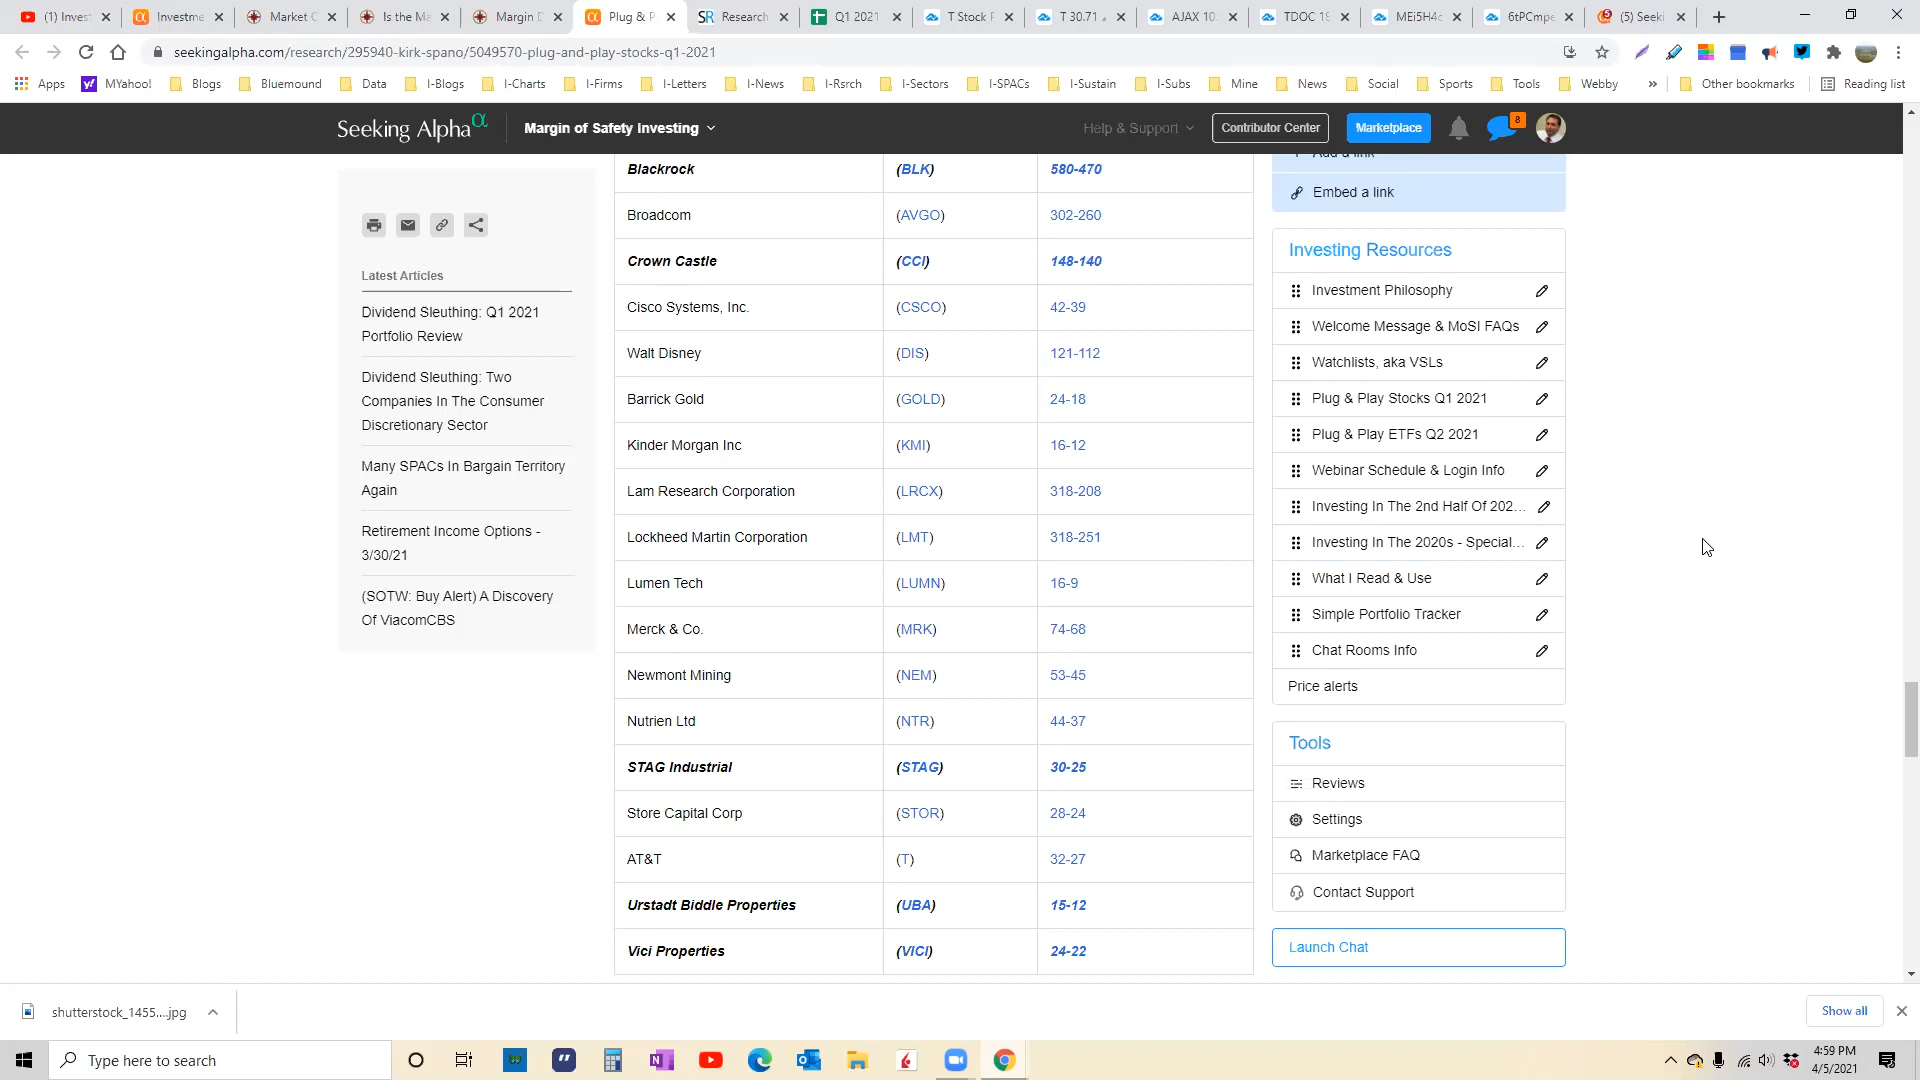 (1) Inves
Investme
Market C
Is the Ma
Margin D
Plug & P
Research
Q1 2021
T Stock F
T 30.71
AJAX 10.
TDOC 19
MEi5H4c
6tPCmpe
(5) Seeki
seekingalpha.com/research/295940-kirk-spano/5049570-plug-and-play-stocks-q1-2021
Apps
MYahoo!
Blogs
Bluemound
Data
I-Blogs
I-Charts
I-Firms
I-Letters
I-News
I-Rsrch
I-Sectors
I-SPACs
I-Sustain
I-Subs
Mine
News
Social
Sports
Tools
Webby
»
Other bookmarks
Reading list
Seeking Alpha α
Margin of Safety Investing
Help & Support
Contributor Center
Marketplace
8
Latest Articles
Dividend Sleuthing: Q1 2021
Portfolio Review
Dividend Sleuthing: Two
Companies In The Consumer
Discretionary Sector
Many SPACs In Bargain Territory
Again
Retirement Income Options -
3/30/21
(SOTW: Buy Alert) A Discovery
Of ViacomCBS
Blackrock (BLK) 580-470
Broadcom (AVGO) 302-260
Crown Castle (CCI) 148-140
Cisco Systems, Inc. (CSCO) 42-39
Walt Disney (DIS) 121-112
Barrick Gold (GOLD) 24-18
Kinder Morgan Inc (KMI) 16-12
Lam Research Corporation (LRCX) 318-208
Lockheed Martin Corporation (LMT) 318-251
Lumen Tech (LUMN) 16-9
Merck & Co. (MRK) 74-68
Newmont Mining (NEM) 53-45
Nutrien Ltd (NTR) 44-37
STAG Industrial (STAG) 30-25
Store Capital Corp (STOR) 28-24
AT&T (T) 32-27
Urstadt Biddle Properties (UBA) 15-12
Vici Properties (VICI) 24-22
Add a link
Embed a link
Investing Resources
Investment Philosophy
Welcome Message & MoSI FAQs
Watchlists, aka VSLs
Plug & Play Stocks Q1 2021
Plug & Play ETFs Q2 2021
Webinar Schedule & Login Info
Investing In The 2nd Half Of 202...
Investing In The 2020s - Special...
What I Read & Use
Simple Portfolio Tracker
Chat Rooms Info
Price alerts
Tools
Reviews
Settings
Marketplace FAQ
Contact Support
Launch Chat
shutterstock_1455....jpg
Show all
Type here to search
4:59 PM
4/5/2021